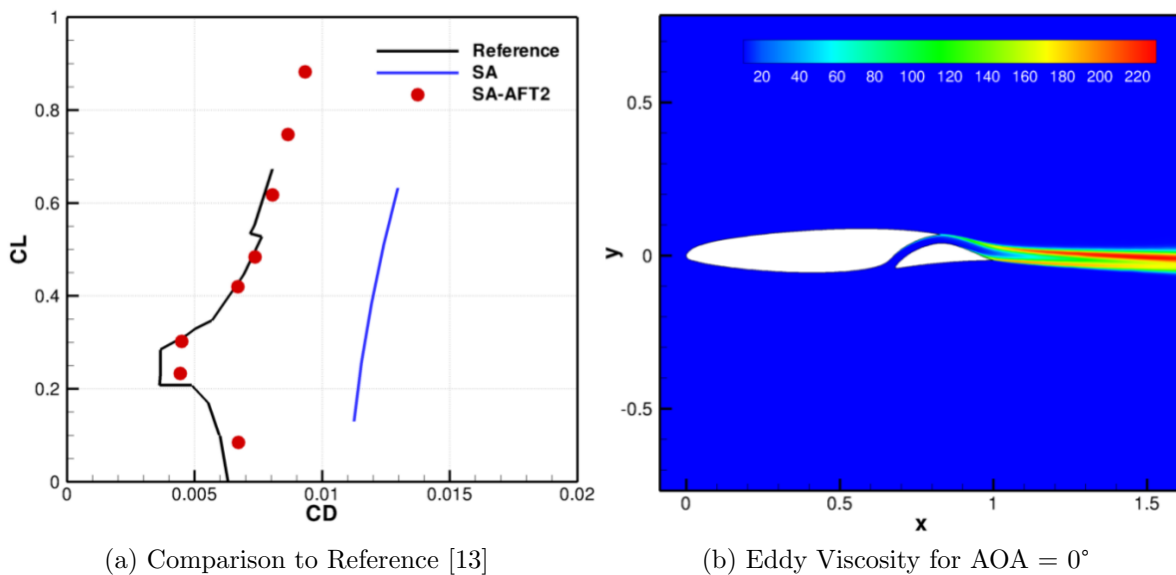 1
0.8
0.6
0.4
0.2
0
CL
0
0.005
0.01
0.015
0.02
CD
Reference
SA
SA-AFT2
(a) Comparison to Reference [13]
20 40 60 80 100 120 140 160 180 200 220
0.5
0
-0.5
y
0
0.5
1
1.5
x
(b) Eddy Viscosity for AOA = 0°